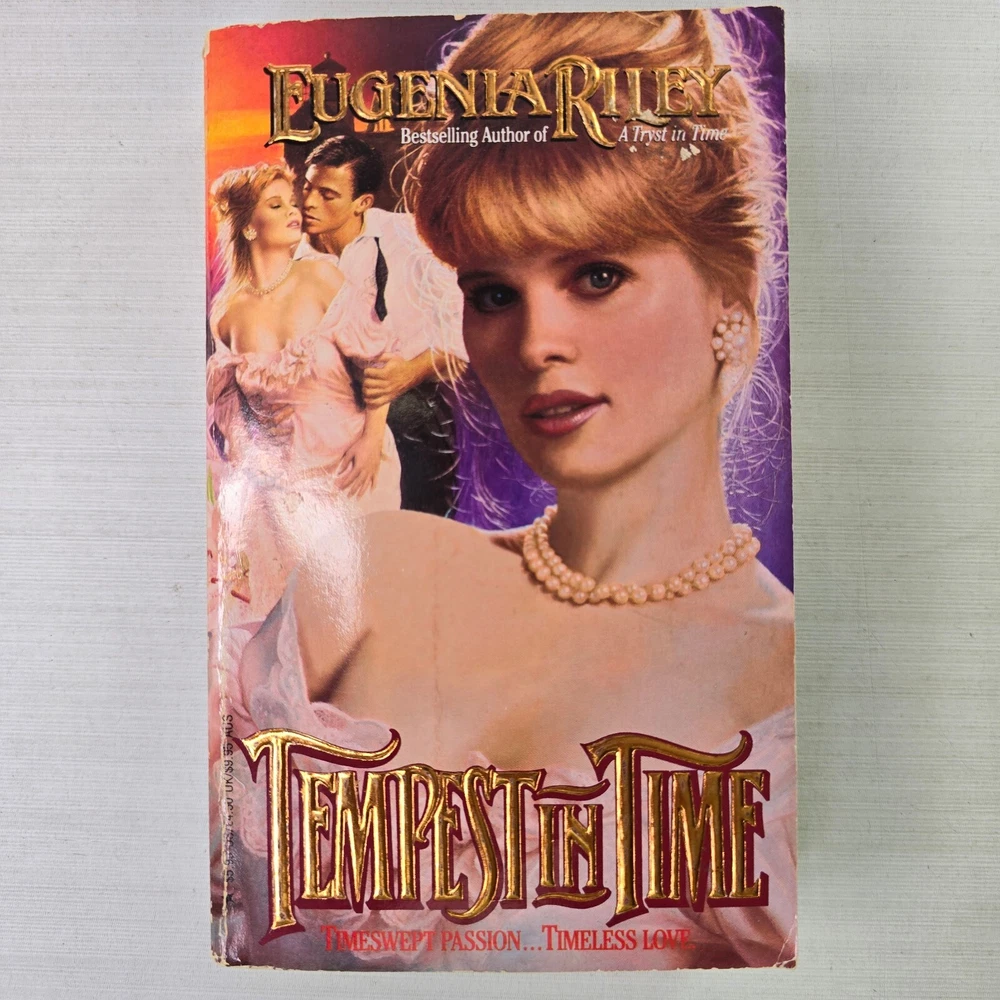 EUGENIA RILEY
Bestselling Author of A Tryst in Time
TEMPEST IN TIME
TIMESWEPT PASSION...TIMELESS LOVE.